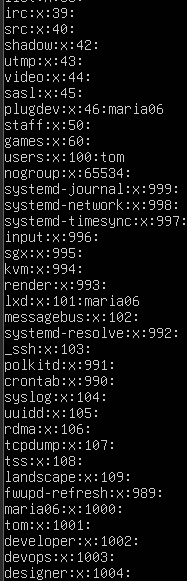 irc:x:39:
src:x:40:
shadow:x:42:
utmp:x:43:
video:x:44:
sasl:x:45:
plugdev:x:46:maria06
staff:x:50:
games:x:60:
users:x:100:tom
nogroup:x:65534:
systemd-journal:x:999:
systemd-network:x:998:
systemd-timesync:x:997:
input:x:996:
sgx:x:995:
kvm:x:994:
render:x:993:
lxd:x:101:maria06
messagebus:x:102:
systemd-resolve:x:992:
_ssh:x:103:
polkitd:x:991:
crontab:x:990:
syslog:x:104:
uuidd:x:105:
rdma:x:106:
tcpdump:x:107:
tss:x:108:
landscape:x:109:
fwupd-refresh:x:989:
maria06:x:1000:
tom:x:1001:
developer:x:1002:
devops:x:1003:
designer:x:1004: